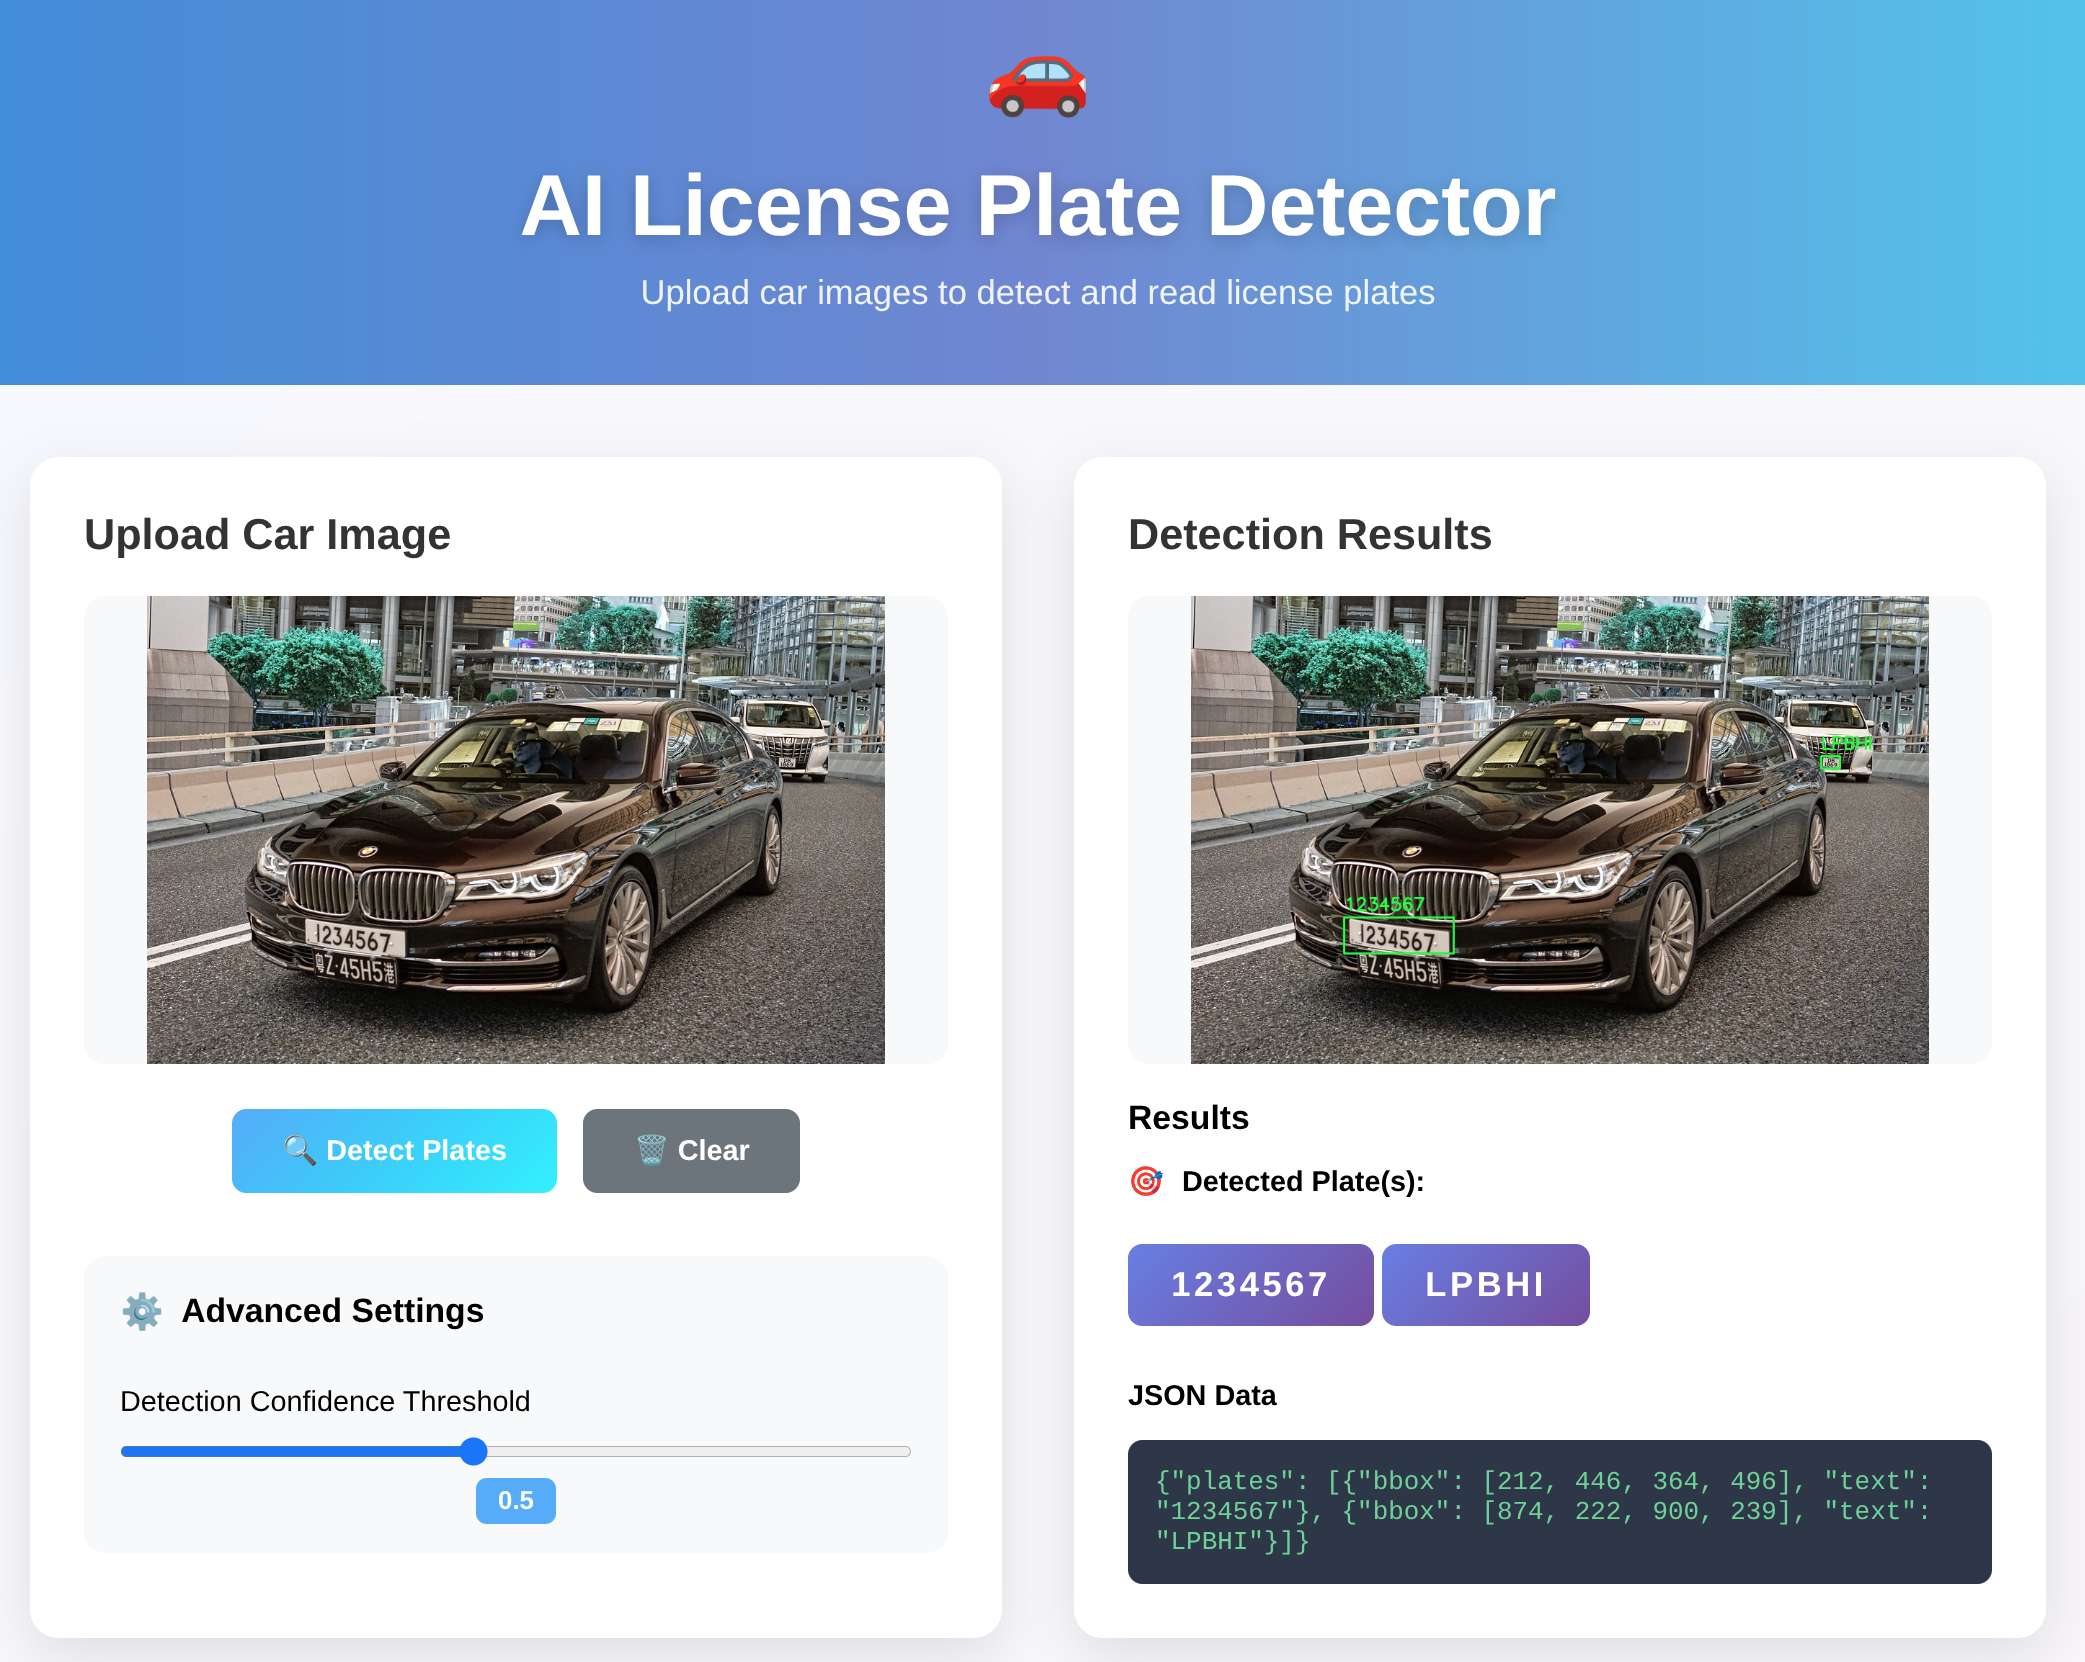 AI License Plate Detector
Upload car images to detect and read license plates
Upload Car Image
1234567
粤Z·45H5港
🔍 Detect Plates
🗑️ Clear
⚙️ Advanced Settings
Detection Confidence Threshold
0.5
Detection Results
LPBHI
1234567
1234567
粤Z·45H5港
Results
🎯 Detected Plate(s):
1234567
LPBHI
JSON Data
{"plates": [{"bbox": [212, 446, 364, 496], "text":
"1234567"}, {"bbox": [874, 222, 900, 239], "text":
"LPBHI"}]}